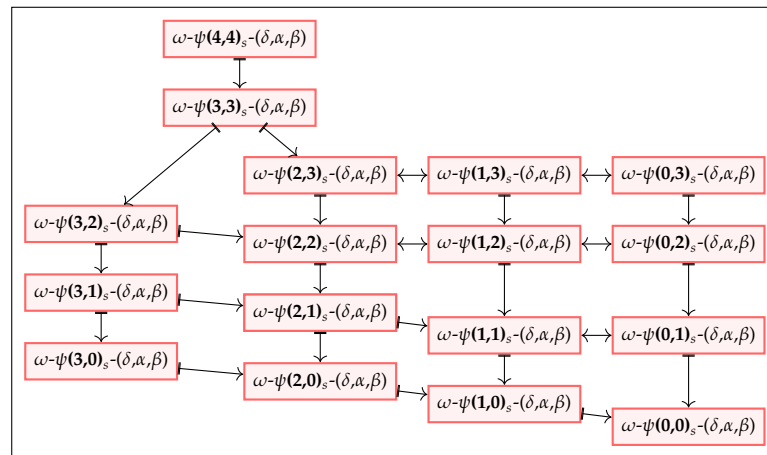 ω-ψ(4,4)ₛ-(δ,α,β)
ω-ψ(3,3)ₛ-(δ,α,β)
ω-ψ(2,3)ₛ-(δ,α,β) ω-ψ(1,3)ₛ-(δ,α,β) ω-ψ(0,3)ₛ-(δ,α,β)
ω-ψ(3,2)ₛ-(δ,α,β)
ω-ψ(2,2)ₛ-(δ,α,β) ω-ψ(1,2)ₛ-(δ,α,β) ω-ψ(0,2)ₛ-(δ,α,β)
ω-ψ(3,1)ₛ-(δ,α,β)
ω-ψ(2,1)ₛ-(δ,α,β)
ω-ψ(1,1)ₛ-(δ,α,β) ω-ψ(0,1)ₛ-(δ,α,β)
ω-ψ(3,0)ₛ-(δ,α,β)
ω-ψ(2,0)ₛ-(δ,α,β)
ω-ψ(1,0)ₛ-(δ,α,β)
ω-ψ(0,0)ₛ-(δ,α,β)